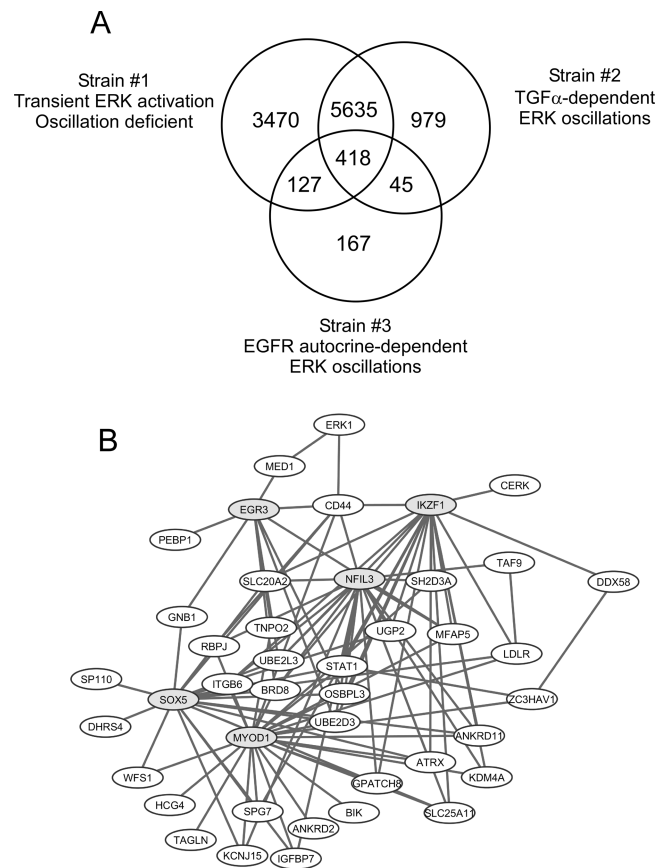 A
Strain #1
Transient ERK activation
Oscillation deficient
Strain #2
TGFα-dependent
ERK oscillations
3470
5635
979
418
127
45
167
Strain #3
EGFR autocrine-dependent
ERK oscillations
B
ERK1
MED1
CERK
EGR3
CD44
IKZF1
PEBP1
TAF9
SLC20A2
NFIL3
SH2D3A
DDX58
GNB1
TNPO2
UGP2
MFAP5
RBPJ
LDLR
UBE2L3
STAT1
SP110
ITGB6
BRD8
OSBPL3
SOX5
ZC3HAV1
DHRS4
UBE2D3
MYOD1
ANKRD11
ATRX
WFS1
GPATCH8
KDM4A
HCG4
SPG7
BIK
SLC25A11
TAGLN
ANKRD2
KCNJ15
IGFBP7